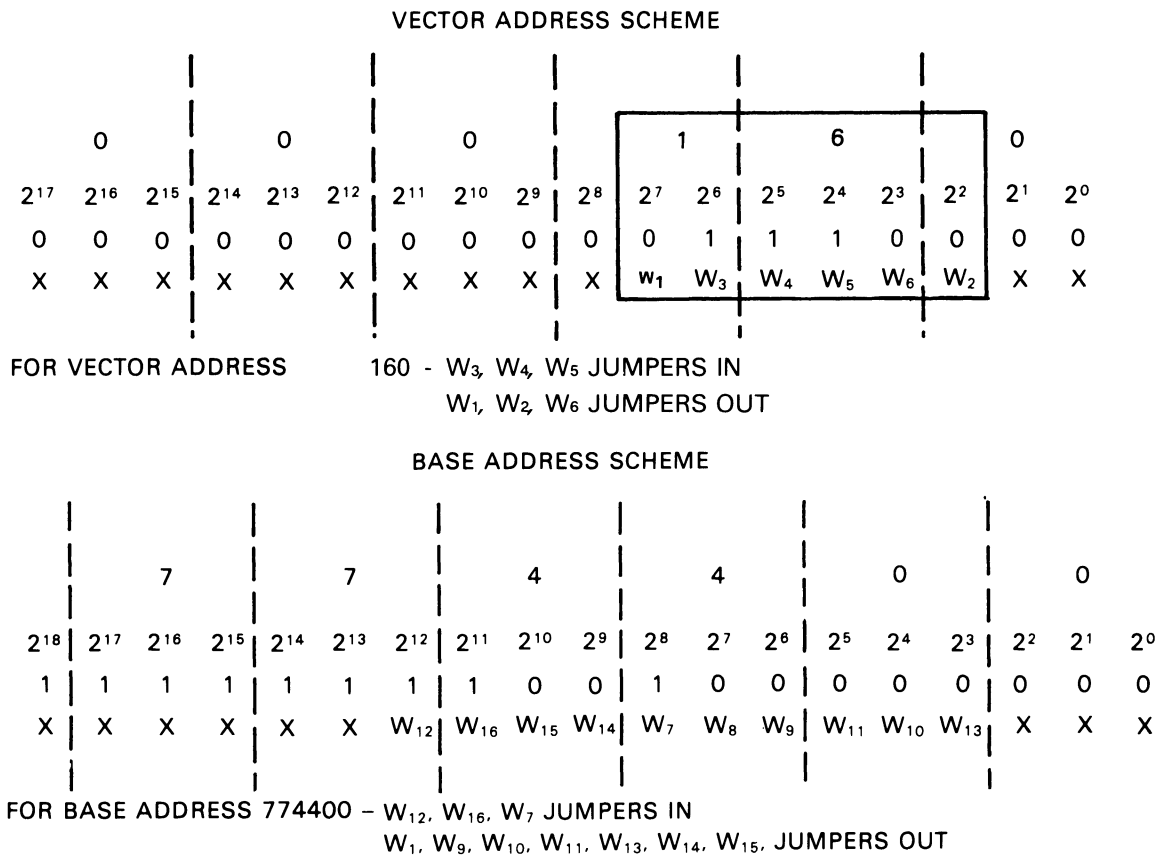 VECTOR ADDRESS SCHEME
0 0 0 1 6 0
2¹⁷ 2¹⁶ 2¹⁵ 2¹⁴ 2¹³ 2¹² 2¹¹ 2¹⁰ 2⁹ 2⁸ 2⁷ 2⁶ 2⁵ 2⁴ 2³ 2² 2¹ 2⁰
0 0 0 0 0 0 0 0 0 0 0 1 1 1 0 0 0 0
X X X X X X X X X X W₁ W₃ W₄ W₅ W₆ W₂ X X
FOR VECTOR ADDRESS 160 - W₃, W₄, W₅ JUMPERS IN
W₁, W₂, W₆ JUMPERS OUT
BASE ADDRESS SCHEME
7 7 4 4 0 0
2¹⁸ 2¹⁷ 2¹⁶ 2¹⁵ 2¹⁴ 2¹³ 2¹² 2¹¹ 2¹⁰ 2⁹ 2⁸ 2⁷ 2⁶ 2⁵ 2⁴ 2³ 2² 2¹ 2⁰
1 1 1 1 1 1 1 1 0 0 1 0 0 0 0 0 0 0 0
X X X X X X W₁₂ W₁₆ W₁₅ W₁₄ W₇ W₈ W₉ W₁₁ W₁₀ W₁₃ X X X
FOR BASE ADDRESS 774400 – W₁₂, W₁₆, W₇ JUMPERS IN
W₁, W₉, W₁₀, W₁₁, W₁₃, W₁₄, W₁₅, JUMPERS OUT